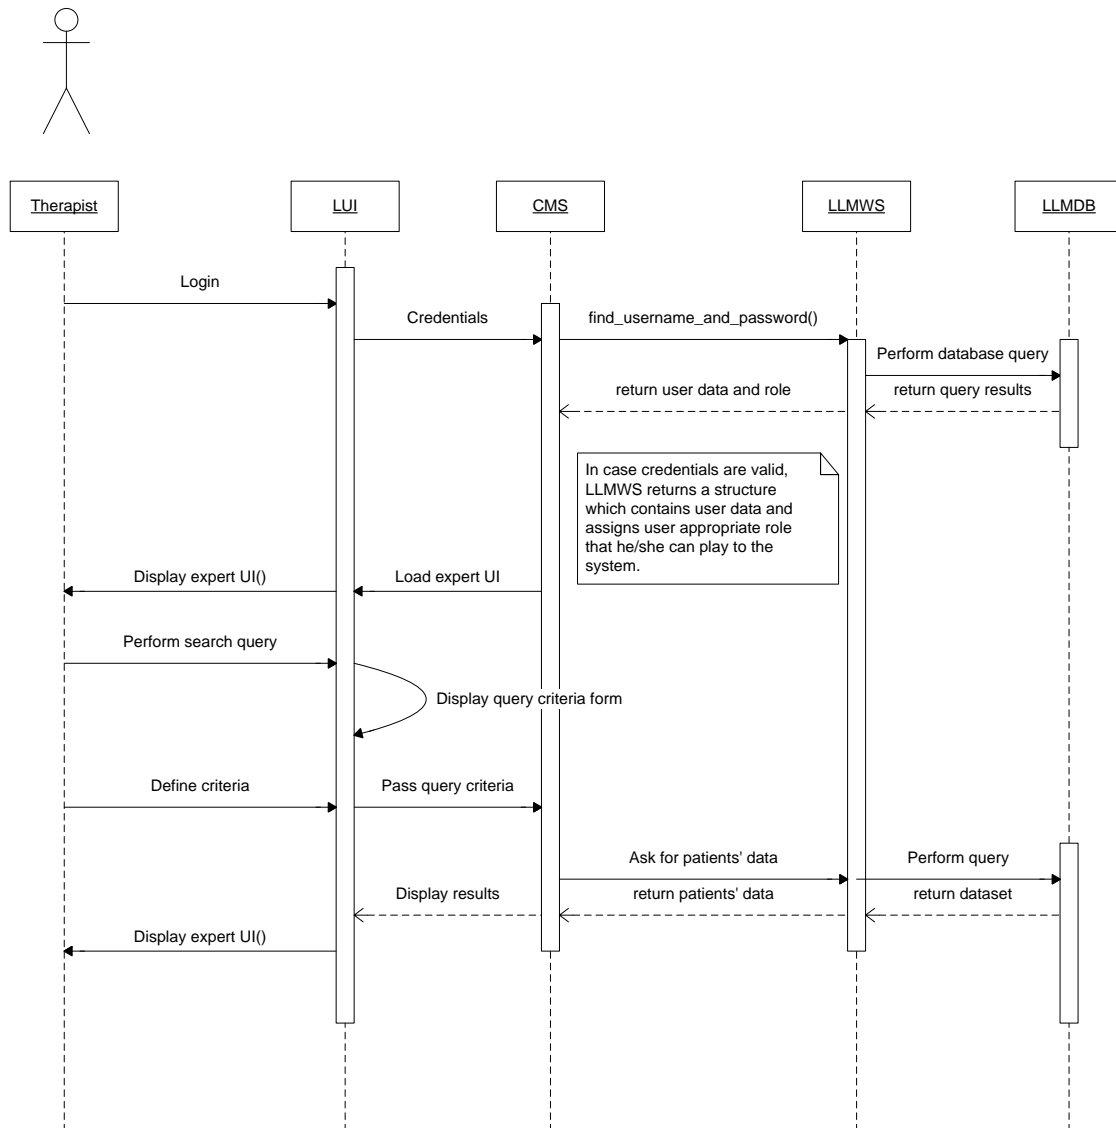 Therapist
LUI
CMS
LLMWS
LLMDB
Login
Credentials
find_username_and_password()
Perform database query
return user data and role
return query results
In case credentials are valid,
LLMWS returns a structure
which contains user data and
assigns user appropriate role
that he/she can play to the
system.
Display expert UI()
Load expert UI
Perform search query
Display query criteria form
Define criteria
Pass query criteria
Ask for patients' data
Perform query
Display results
return patients' data
return dataset
Display expert UI()